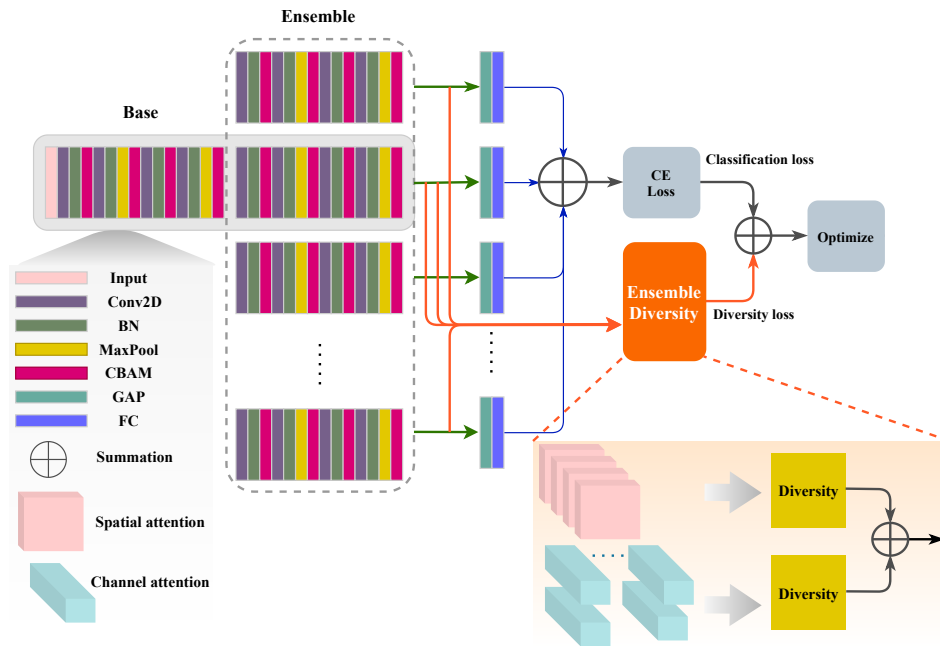 Ensemble
Base
CE
Loss
Classification loss
Optimize
Ensemble
Diversity
Diversity loss
Input
Conv2D
BN
MaxPool
CBAM
GAP
FC
Summation
Spatial attention
Channel attention
Diversity
Diversity